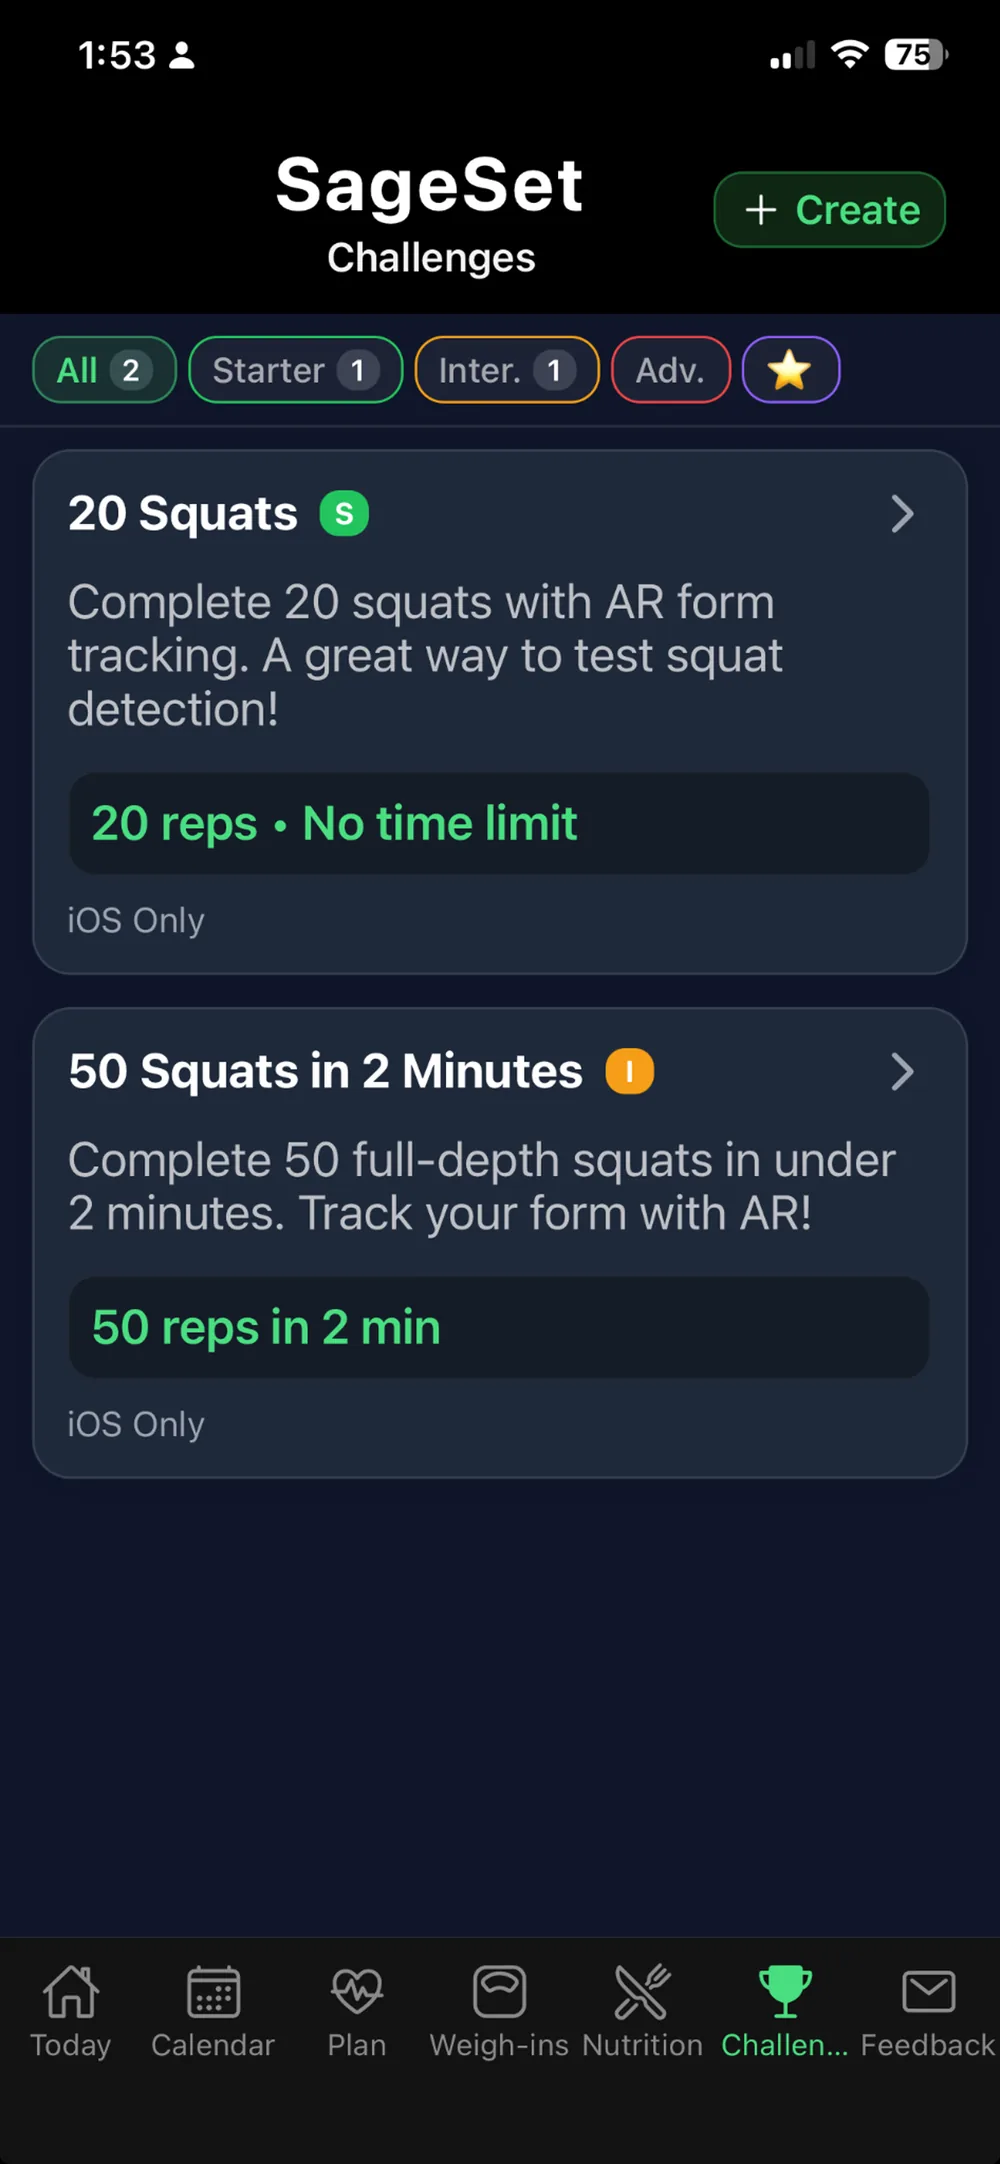 1:53
75
SageSet
Challenges
+ Create
All 2
Starter 1
Inter. 1
Adv.
20 Squats S
Complete 20 squats with AR form
tracking. A great way to test squat
detection!
20 reps • No time limit
iOS Only
50 Squats in 2 Minutes I
Complete 50 full-depth squats in under
2 minutes. Track your form with AR!
50 reps in 2 min
iOS Only
Today
Calendar
Plan
Weigh-ins
Nutrition
Challen...
Feedback